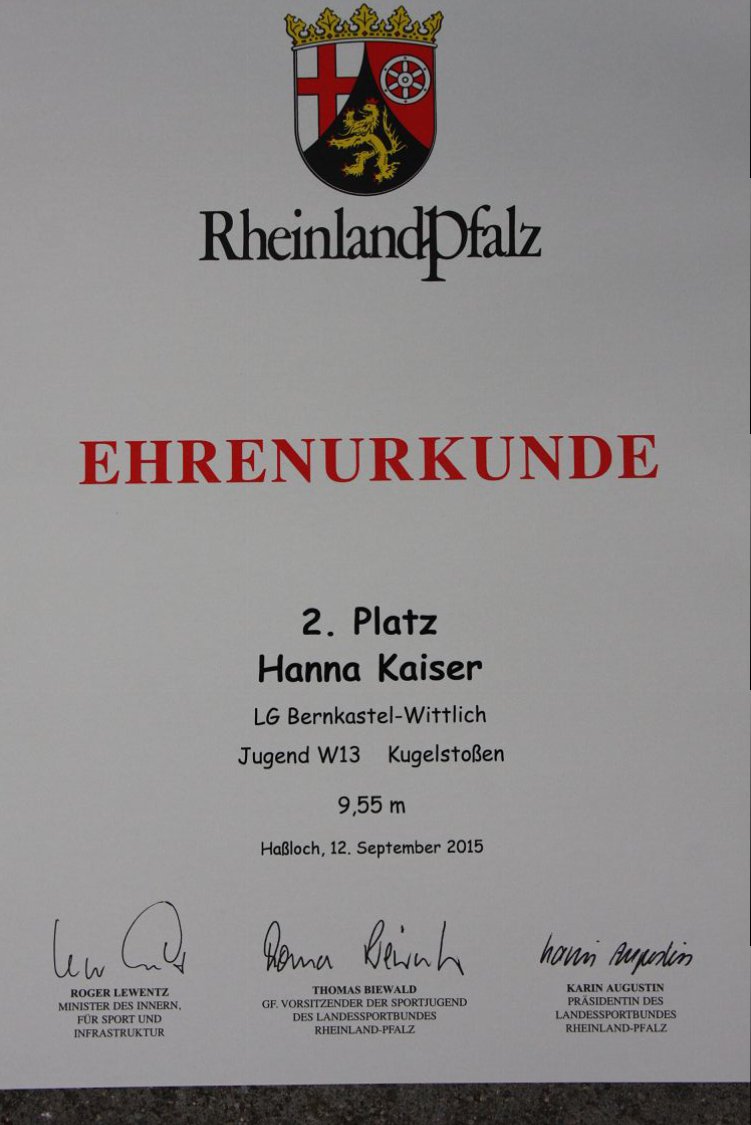 RheinlandPfalz
EHRENURKUNDE
2. Platz
Hanna Kaiser
LG Bernkastel-Wittlich
Jugend W13 Kugelstoßen
9,55 m
Haßloch, 12. September 2015
Karin Augustin
ROGER LEWENTZ
MINISTER DES INNERN,
FÜR SPORT UND
INFRASTRUKTUR
THOMAS BIEWALD
GF. VORSITZENDER DER SPORTJUGEND
DES LANDESSPORTBUNDES
RHEINLAND-PFALZ
KARIN AUGUSTIN
PRÄSIDENTIN DES
LANDESSPORTBUNDES
RHEINLAND-PFALZ